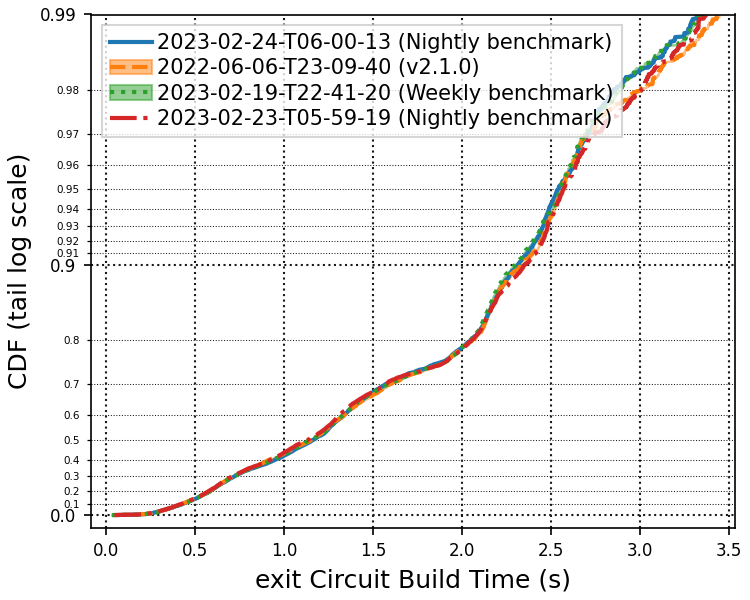 0.99
2023-02-24-T06-00-13 (Nightly benchmark)
2022-06-06-T23-09-40 (v2.1.0)
2023-02-19-T22-41-20 (Weekly benchmark)
2023-02-23-T05-59-19 (Nightly benchmark)
0.98
0.97
0.96
0.95
0.94
0.93
0.92
0.91
0.9
0.8
0.7
0.6
0.5
0.4
0.3
0.2
0.1
0.0
CDF (tail log scale)
0.0 0.5 1.0 1.5 2.0 2.5 3.0 3.5
exit Circuit Build Time (s)